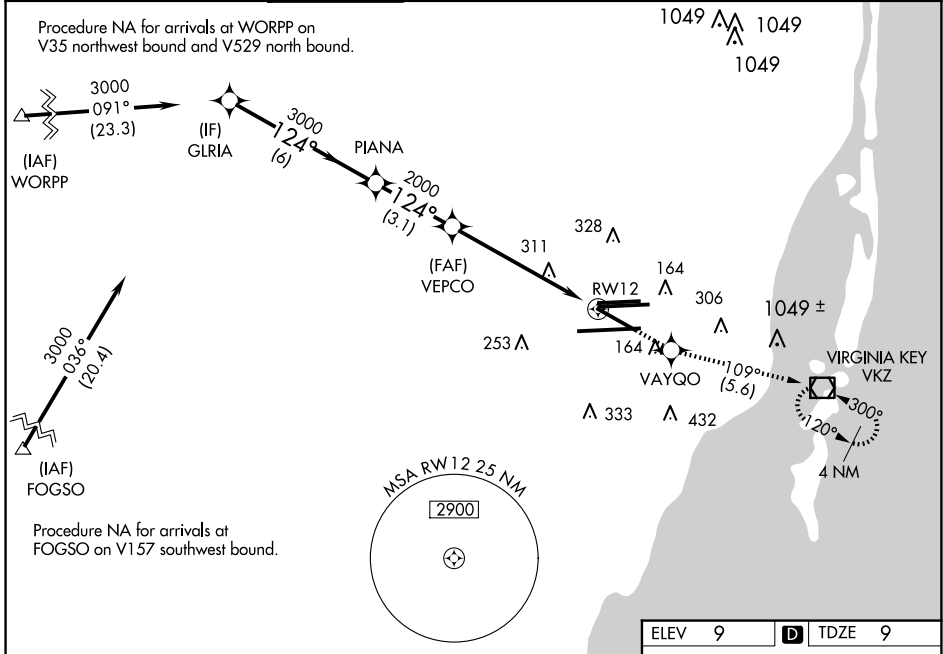 Procedure NA for arrivals at WORPP on
V35 northwest bound and V529 north bound.
1049
1049
1049
3000
091°
(23.3)
(IAF)
WORPP
(IF)
GLRIA
3000
124°
(6)
PIANA
2000
124°
(3.1)
(FAF)
VEPCO
311
328
164
RW12
306
1049 ±
253
164
VAYQO
109°
(5.6)
VIRGINIA KEY
VKZ
300°
120°
4 NM
333
432
3000
036°
(20.4)
(IAF)
FOGSO
MSA RW12 25 NM
2900
Procedure NA for arrivals at
FOGSO on V157 southwest bound.
ELEV 9 D TDZE 9